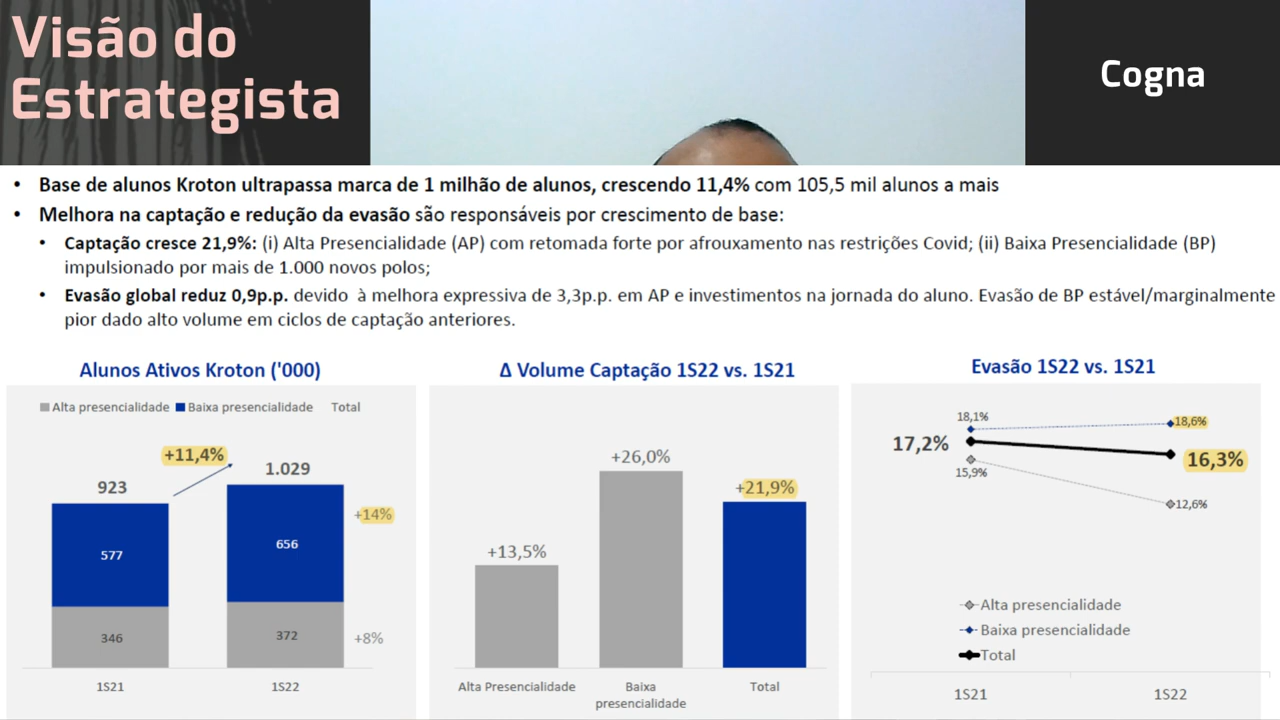 Visão do
Estrategista
Cogna
• Base de alunos Kroton ultrapassa marca de 1 milhão de alunos, crescendo 11,4% com 105,5 mil alunos a mais
• Melhora na captação e redução da evasão são responsáveis por crescimento de base:
• Captação cresce 21,9%: (i) Alta Presencialidade (AP) com retomada forte por afrouxamento nas restrições Covid; (ii) Baixa Presencialidade (BP)
impulsionado por mais de 1.000 novos polos;
• Evasão global reduz 0,9p.p. devido à melhora expressiva de 3,3p.p. em AP e investimentos na jornada do aluno. Evasão de BP estável/marginalmente
pior dado alto volume em ciclos de captação anteriores.
Alunos Ativos Kroton ('000)
Alta presencialidade Baixa presencialidade Total
+11,4%
923
1.029
+14%
577
656
346
372
+8%
1S21
1S22
Δ Volume Captação 1S22 vs. 1S21
+13,5%
+26,0%
+21,9%
Alta Presencialidade
Baixa
presencialidade
Total
Evasão 1S22 vs. 1S21
18,1%
18,6%
17,2%
16,3%
15,9%
12,6%
Alta presencialidade
Baixa presencialidade
Total
1S21
1S22